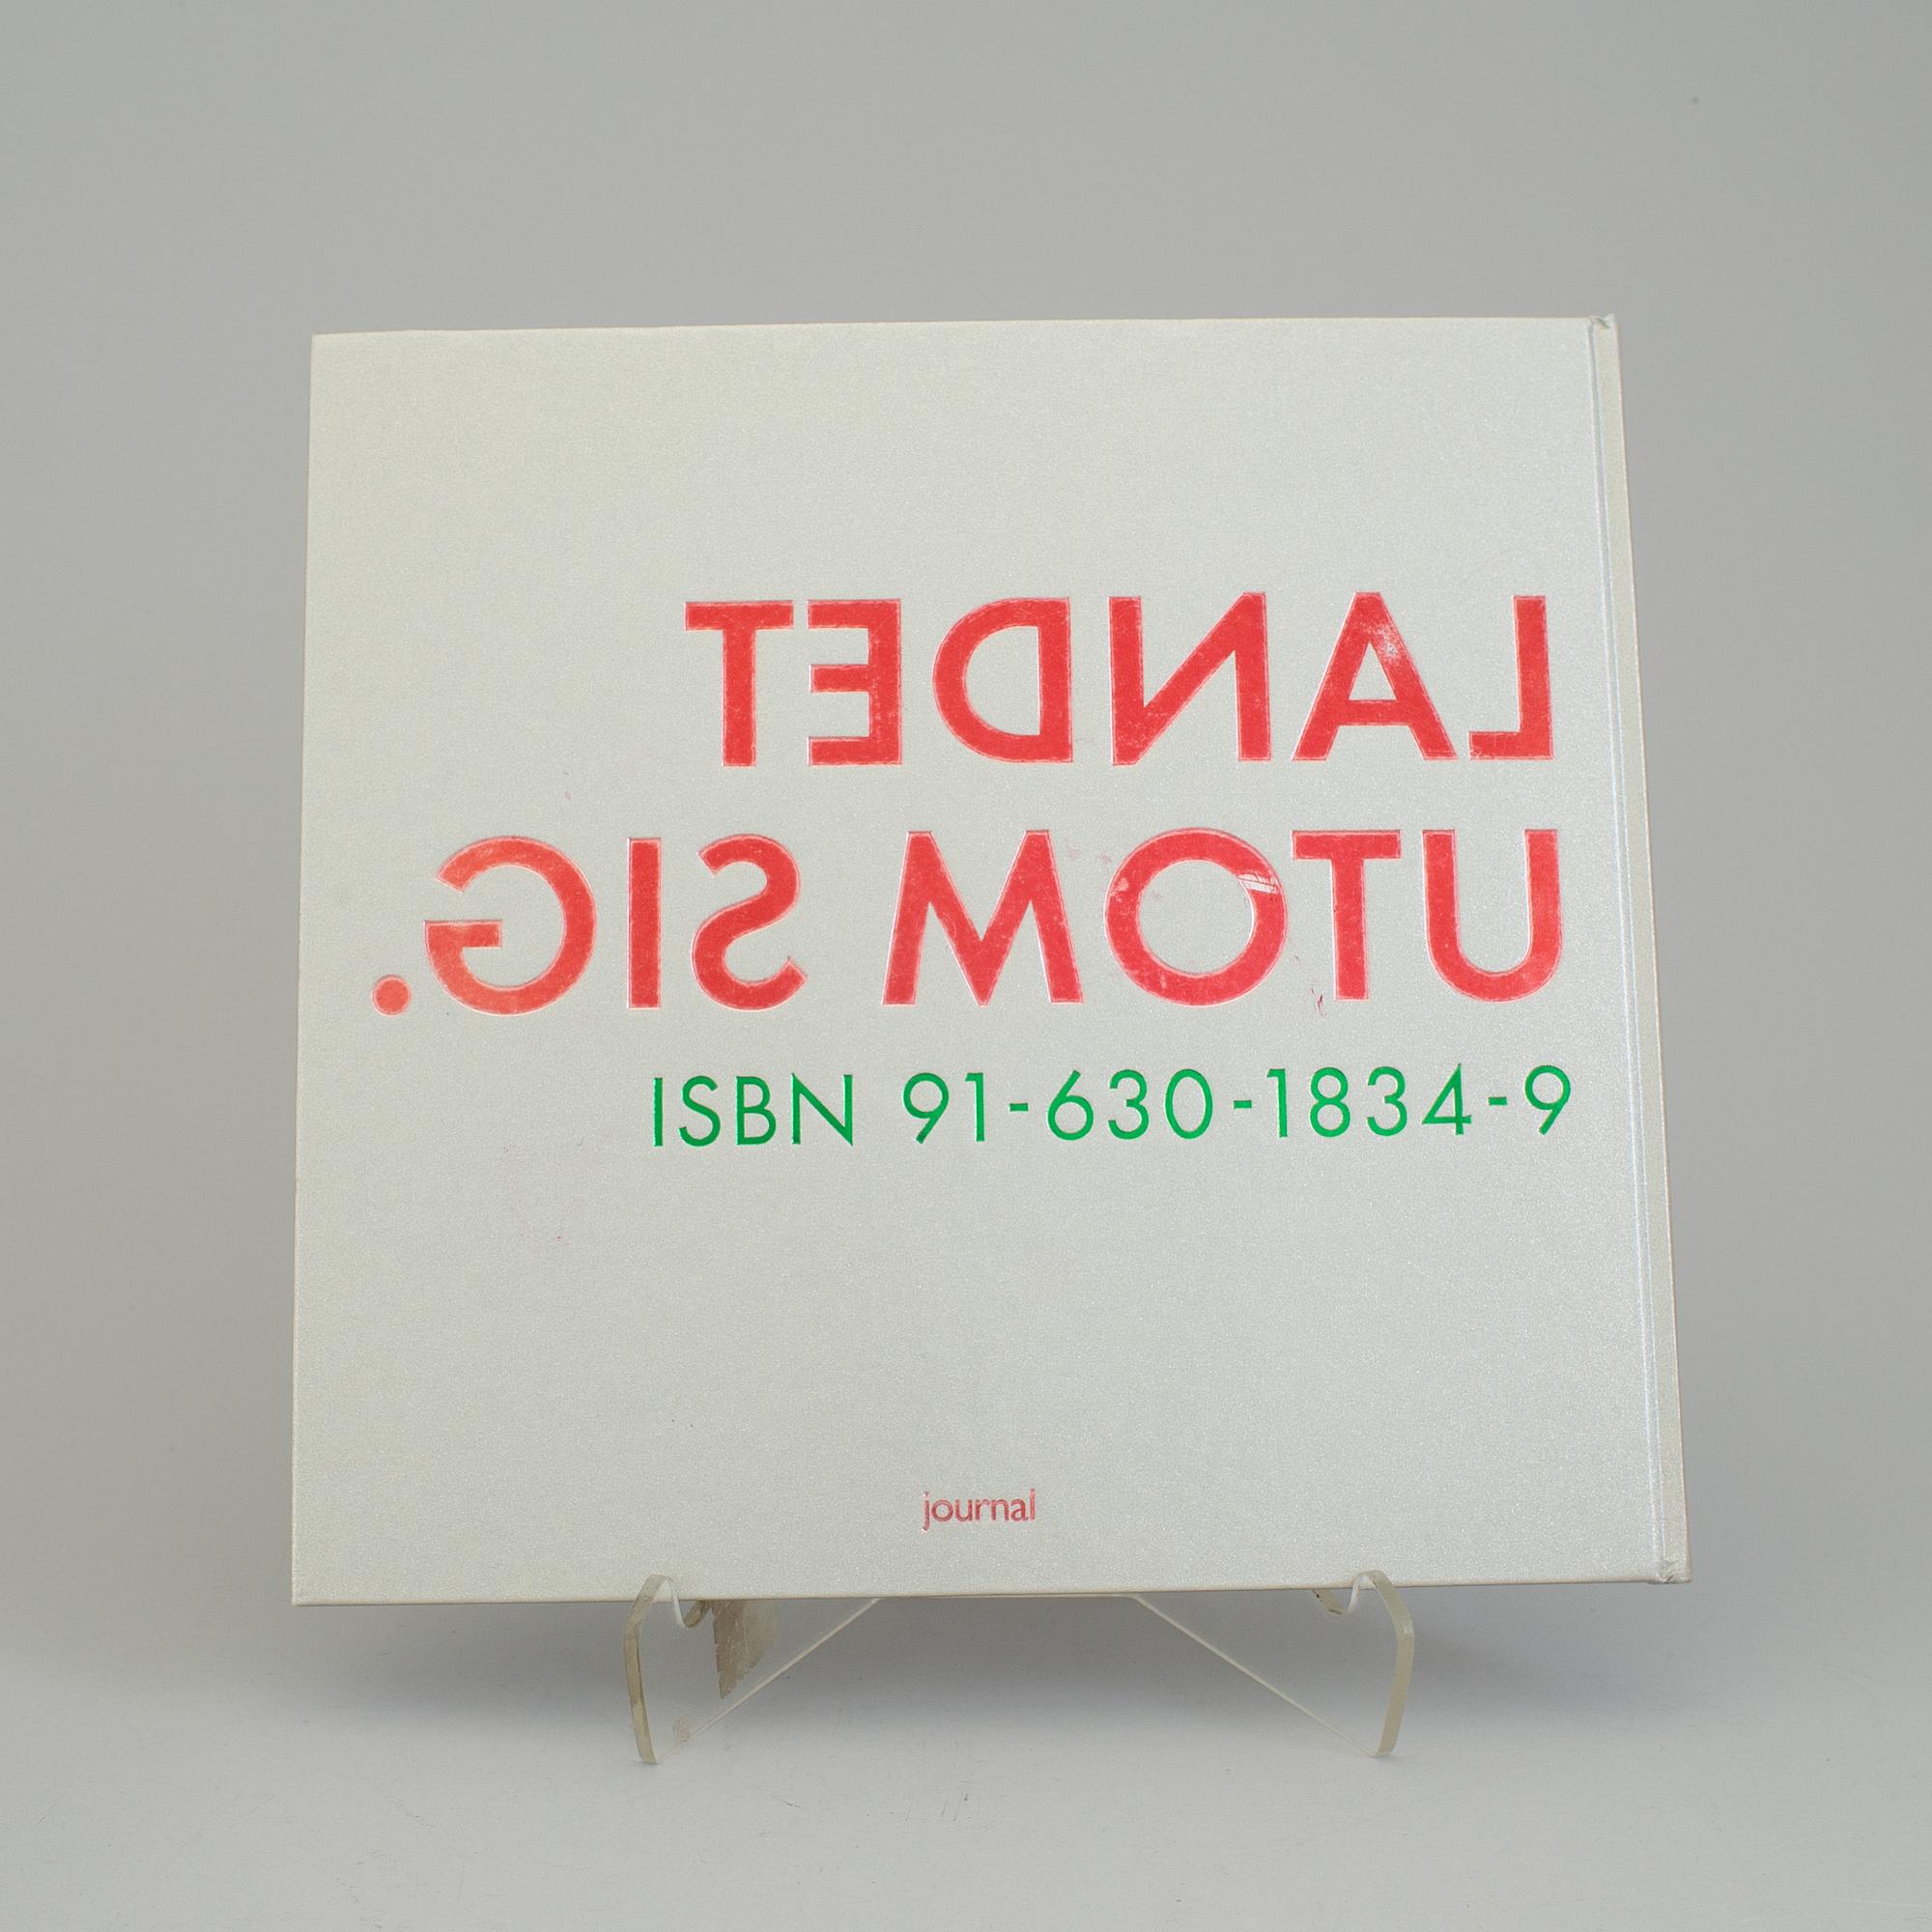 LANDET
UTOM SIG.
ISBN 91-630-1834-9
journal